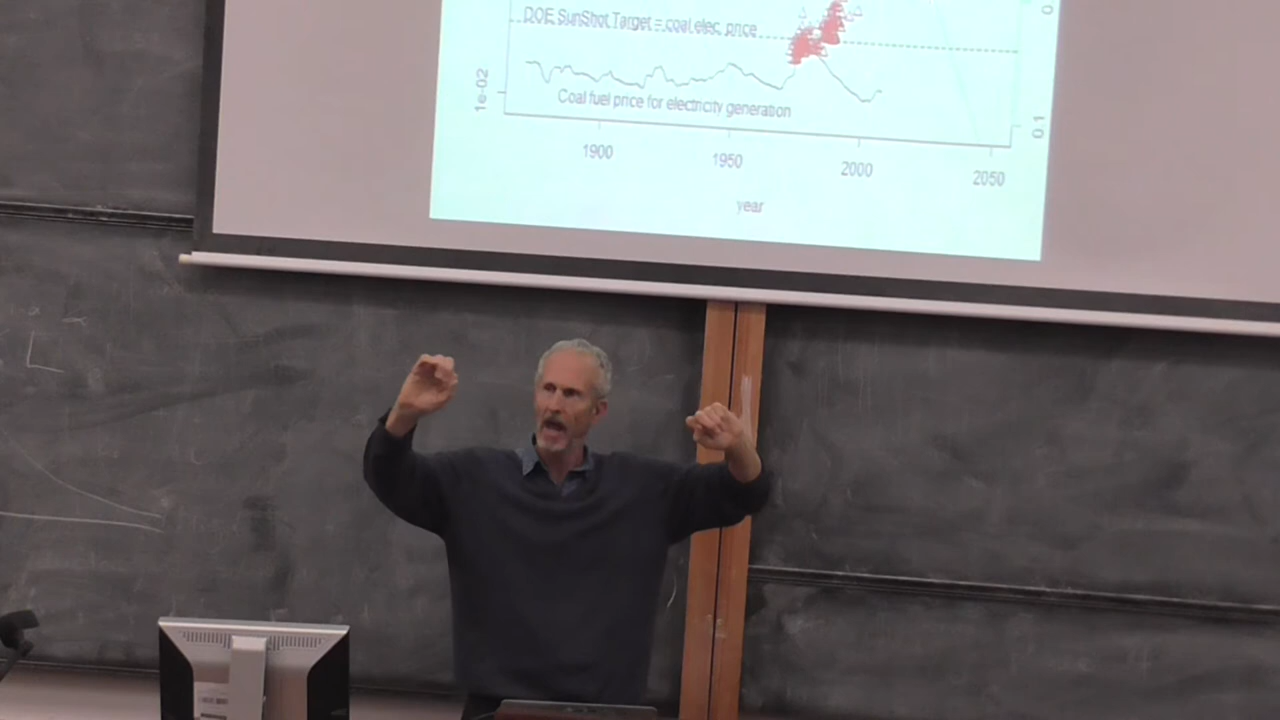 DOE SunShot Target = coal elec. price
1e-02
Coal fuel price for electricity generation
0.1
1900 1950 2000 2050
year